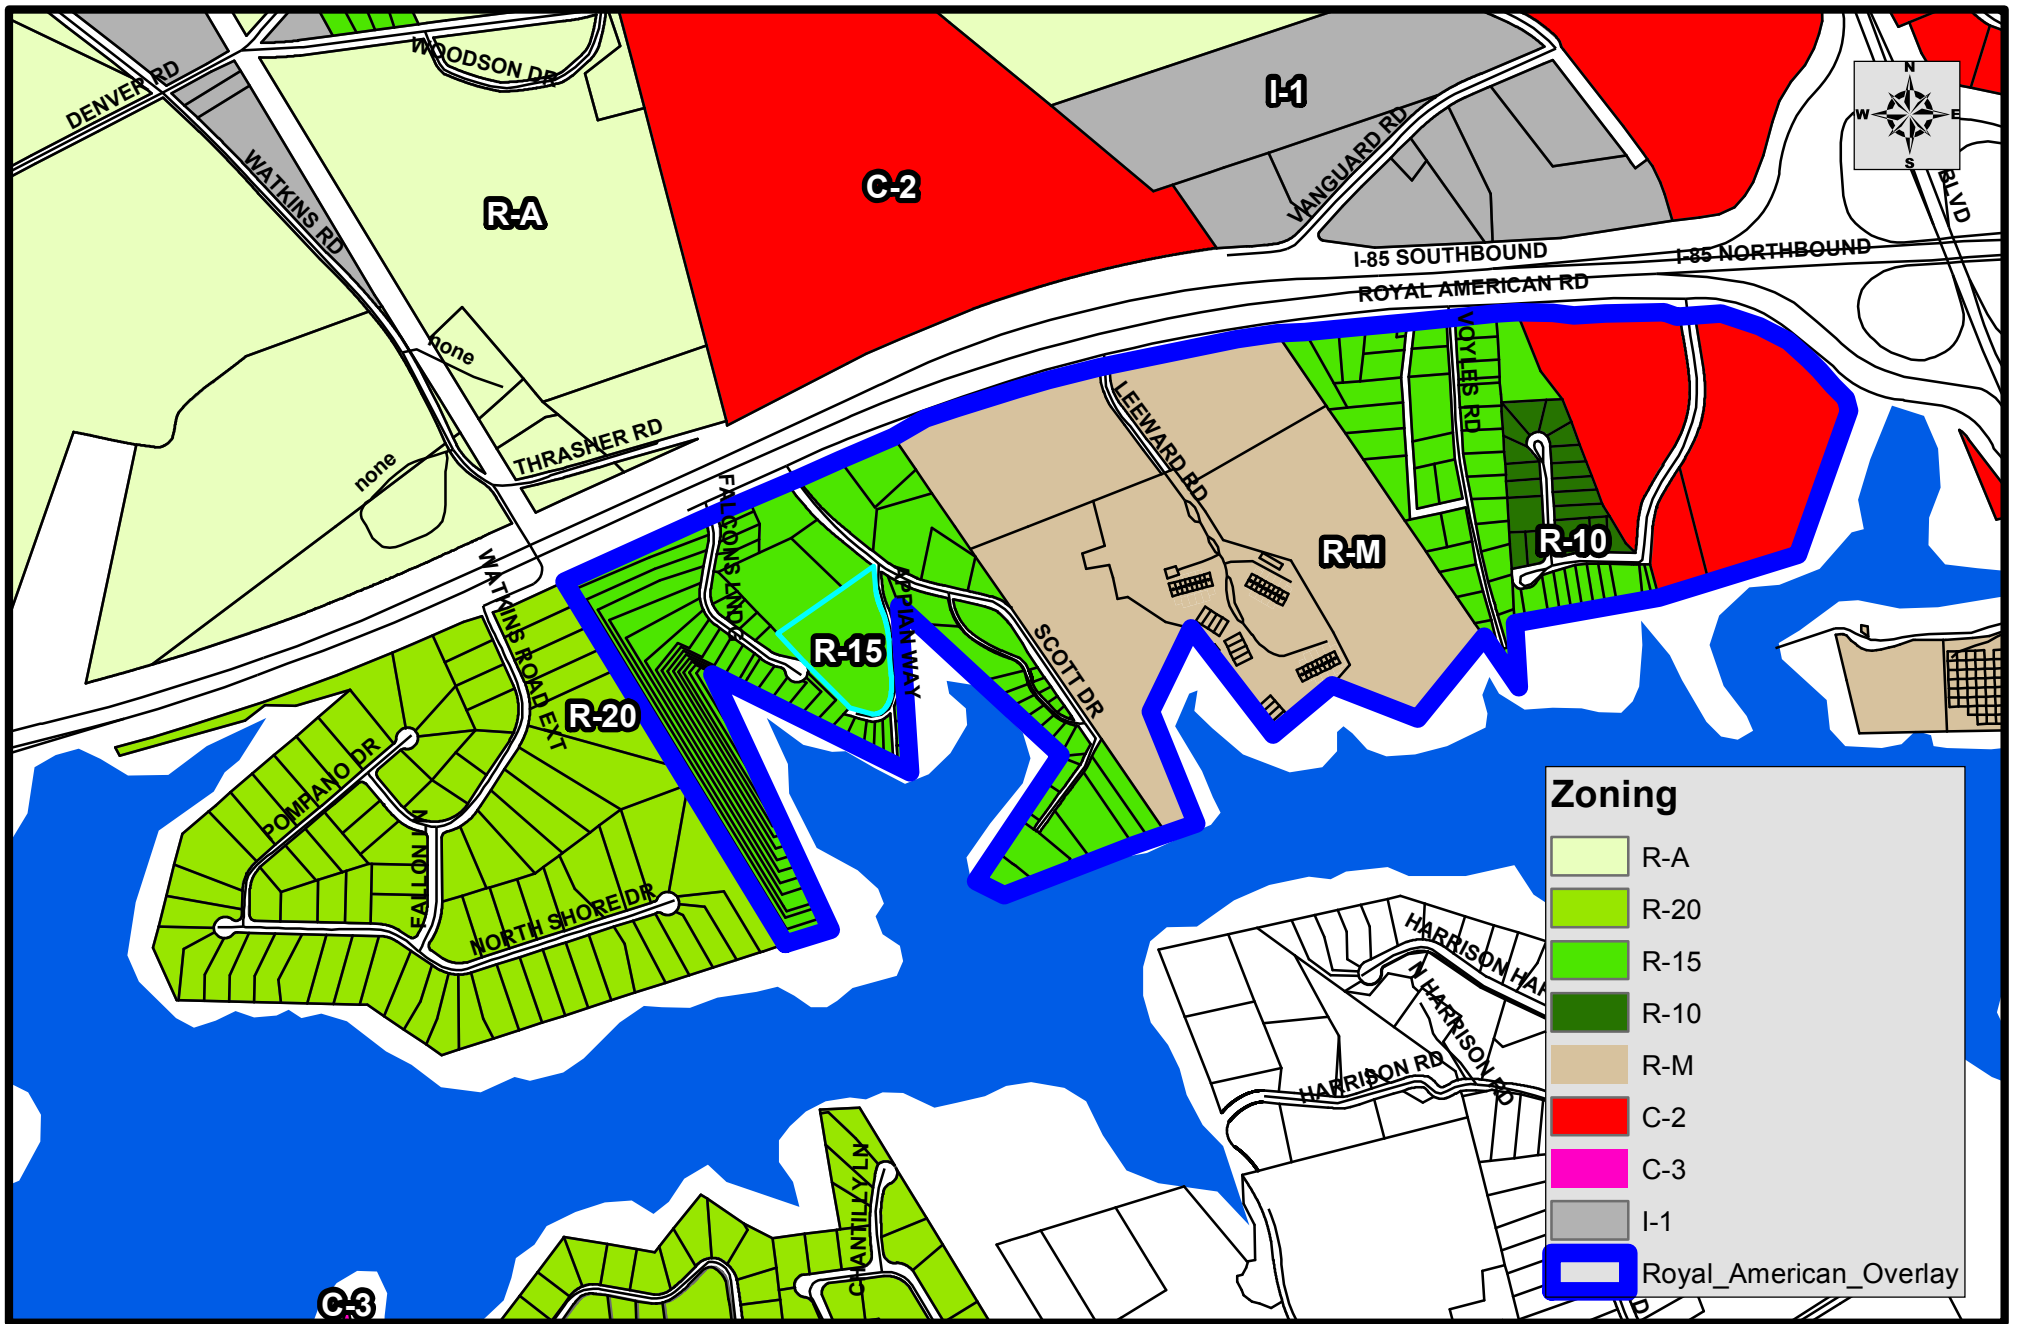 WOODSON DR
DENVER RD
I-1
N
W
E
S
VANGUARD RD
WATKINS RD
C-2
R-A
BLVD
I-85 SOUTHBOUND
I-85 NORTHBOUND
ROYAL AMERICAN RD
none
VOYLES RD
LEEWARD RD
THRASHER RD
none
FALCONS LNDG
R-M
R-10
WATKINS ROAD EXT
APPIAN WAY
R-15
SCOTT DR
R-20
POMPANO DR
FALLON LN
NORTH SHORE DR
Zoning
R-A
R-20
R-15
R-10
R-M
C-2
C-3
I-1
Royal_American_Overlay
HARRISON HAR
N HARRISON RD
HARRISON RD
CHANTILLY LN
C-3
D